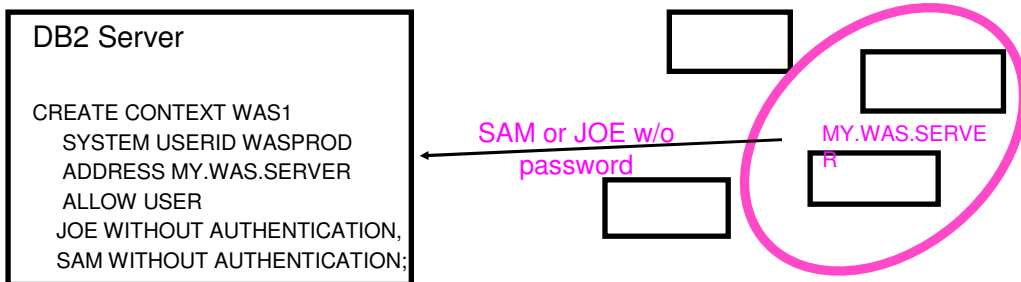 DB2 Server
CREATE CONTEXT WAS1
SYSTEM USERID WASPROD
ADDRESS MY.WAS.SERVER
ALLOW USER
JOE WITHOUT AUTHENTICATION,
SAM WITHOUT AUTHENTICATION;
SAM or JOE w/o
password
MY.WAS.SERVE
R